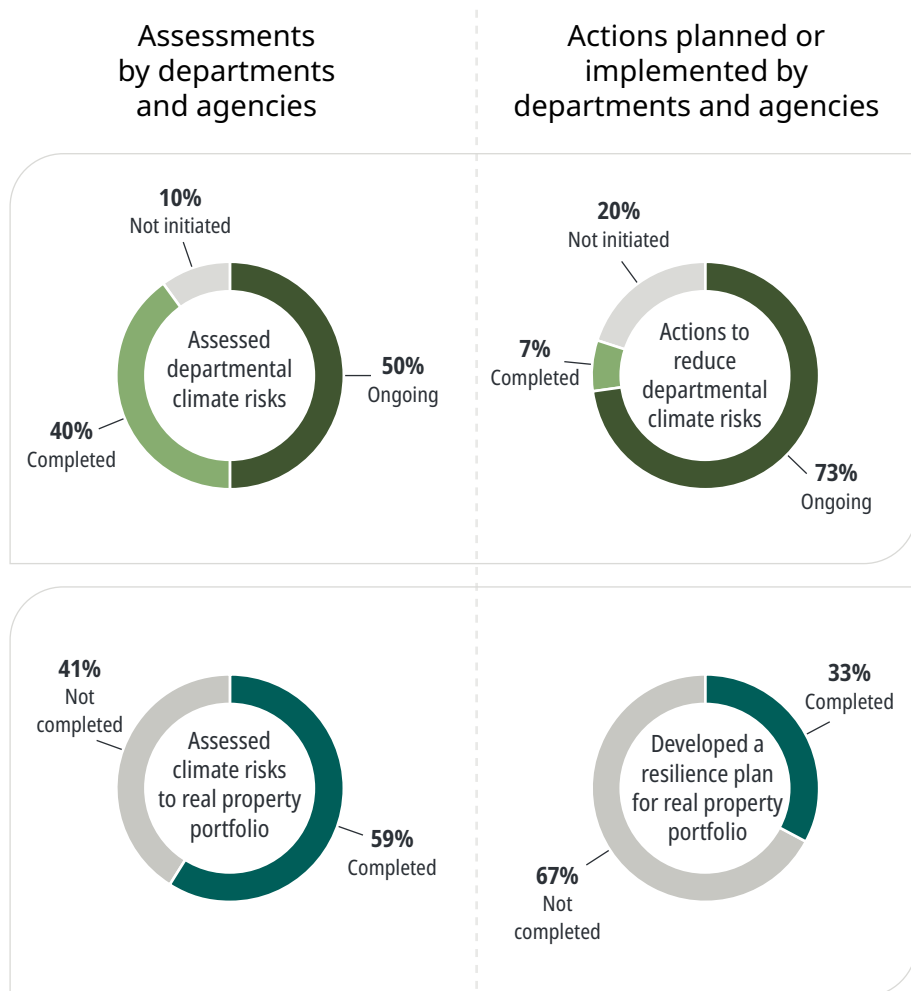 Assessments
by departments
and agencies
Actions planned or
implemented by
departments and agencies
10%
Not initiated
Assessed
departmental
climate risks
50%
Ongoing
40%
Completed
20%
Not initiated
7%
Completed
Actions to
reduce
departmental
climate risks
73%
Ongoing
41%
Not
completed
Assessed
climate risks
to real property
portfolio
59%
Completed
33%
Completed
Developed a
resilience plan
for real property
portfolio
67%
Not
completed